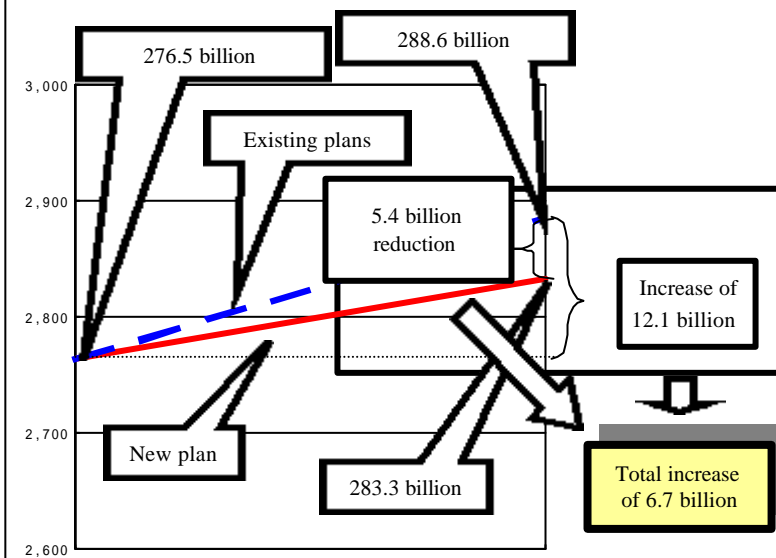 276.5 billion
288.6 billion
3,000
Existing plans
2,900
5.4 billion
reduction
Increase of
12.1 billion
2,800
2,700
New plan
283.3 billion
Total increase
of 6.7 billion
2,600